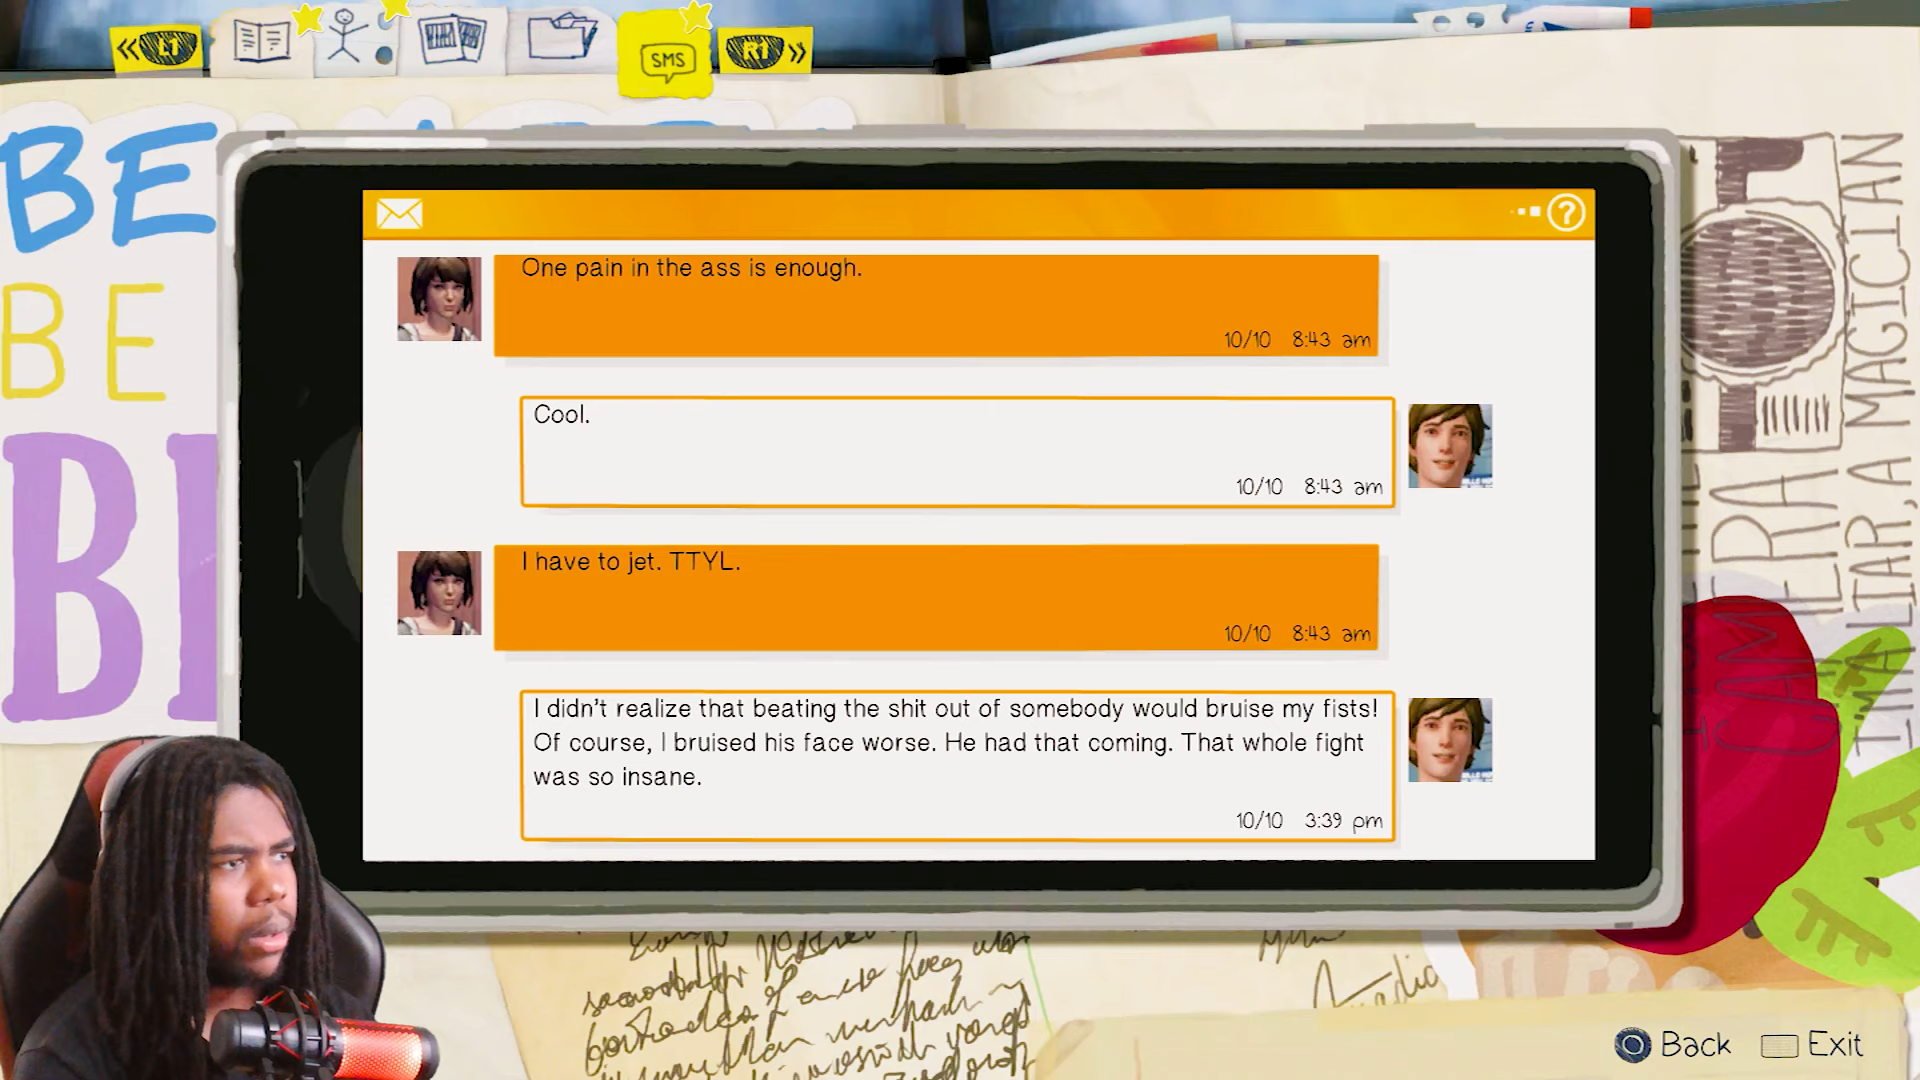 L1
SMS
R1
BE
BE
One pain in the ass is enough.
10/10 8:43 am
Cool.
10/10 8:43 am
I have to jet. TTYL.
10/10 8:43 am
I didn't realize that beating the shit out of somebody would bruise my fists!
Of course, I bruised his face worse. He had that coming. That whole fight
was so insane.
10/10 3:39 pm
CAMERA
LIAR, A MAGICIAN
Back
Exit